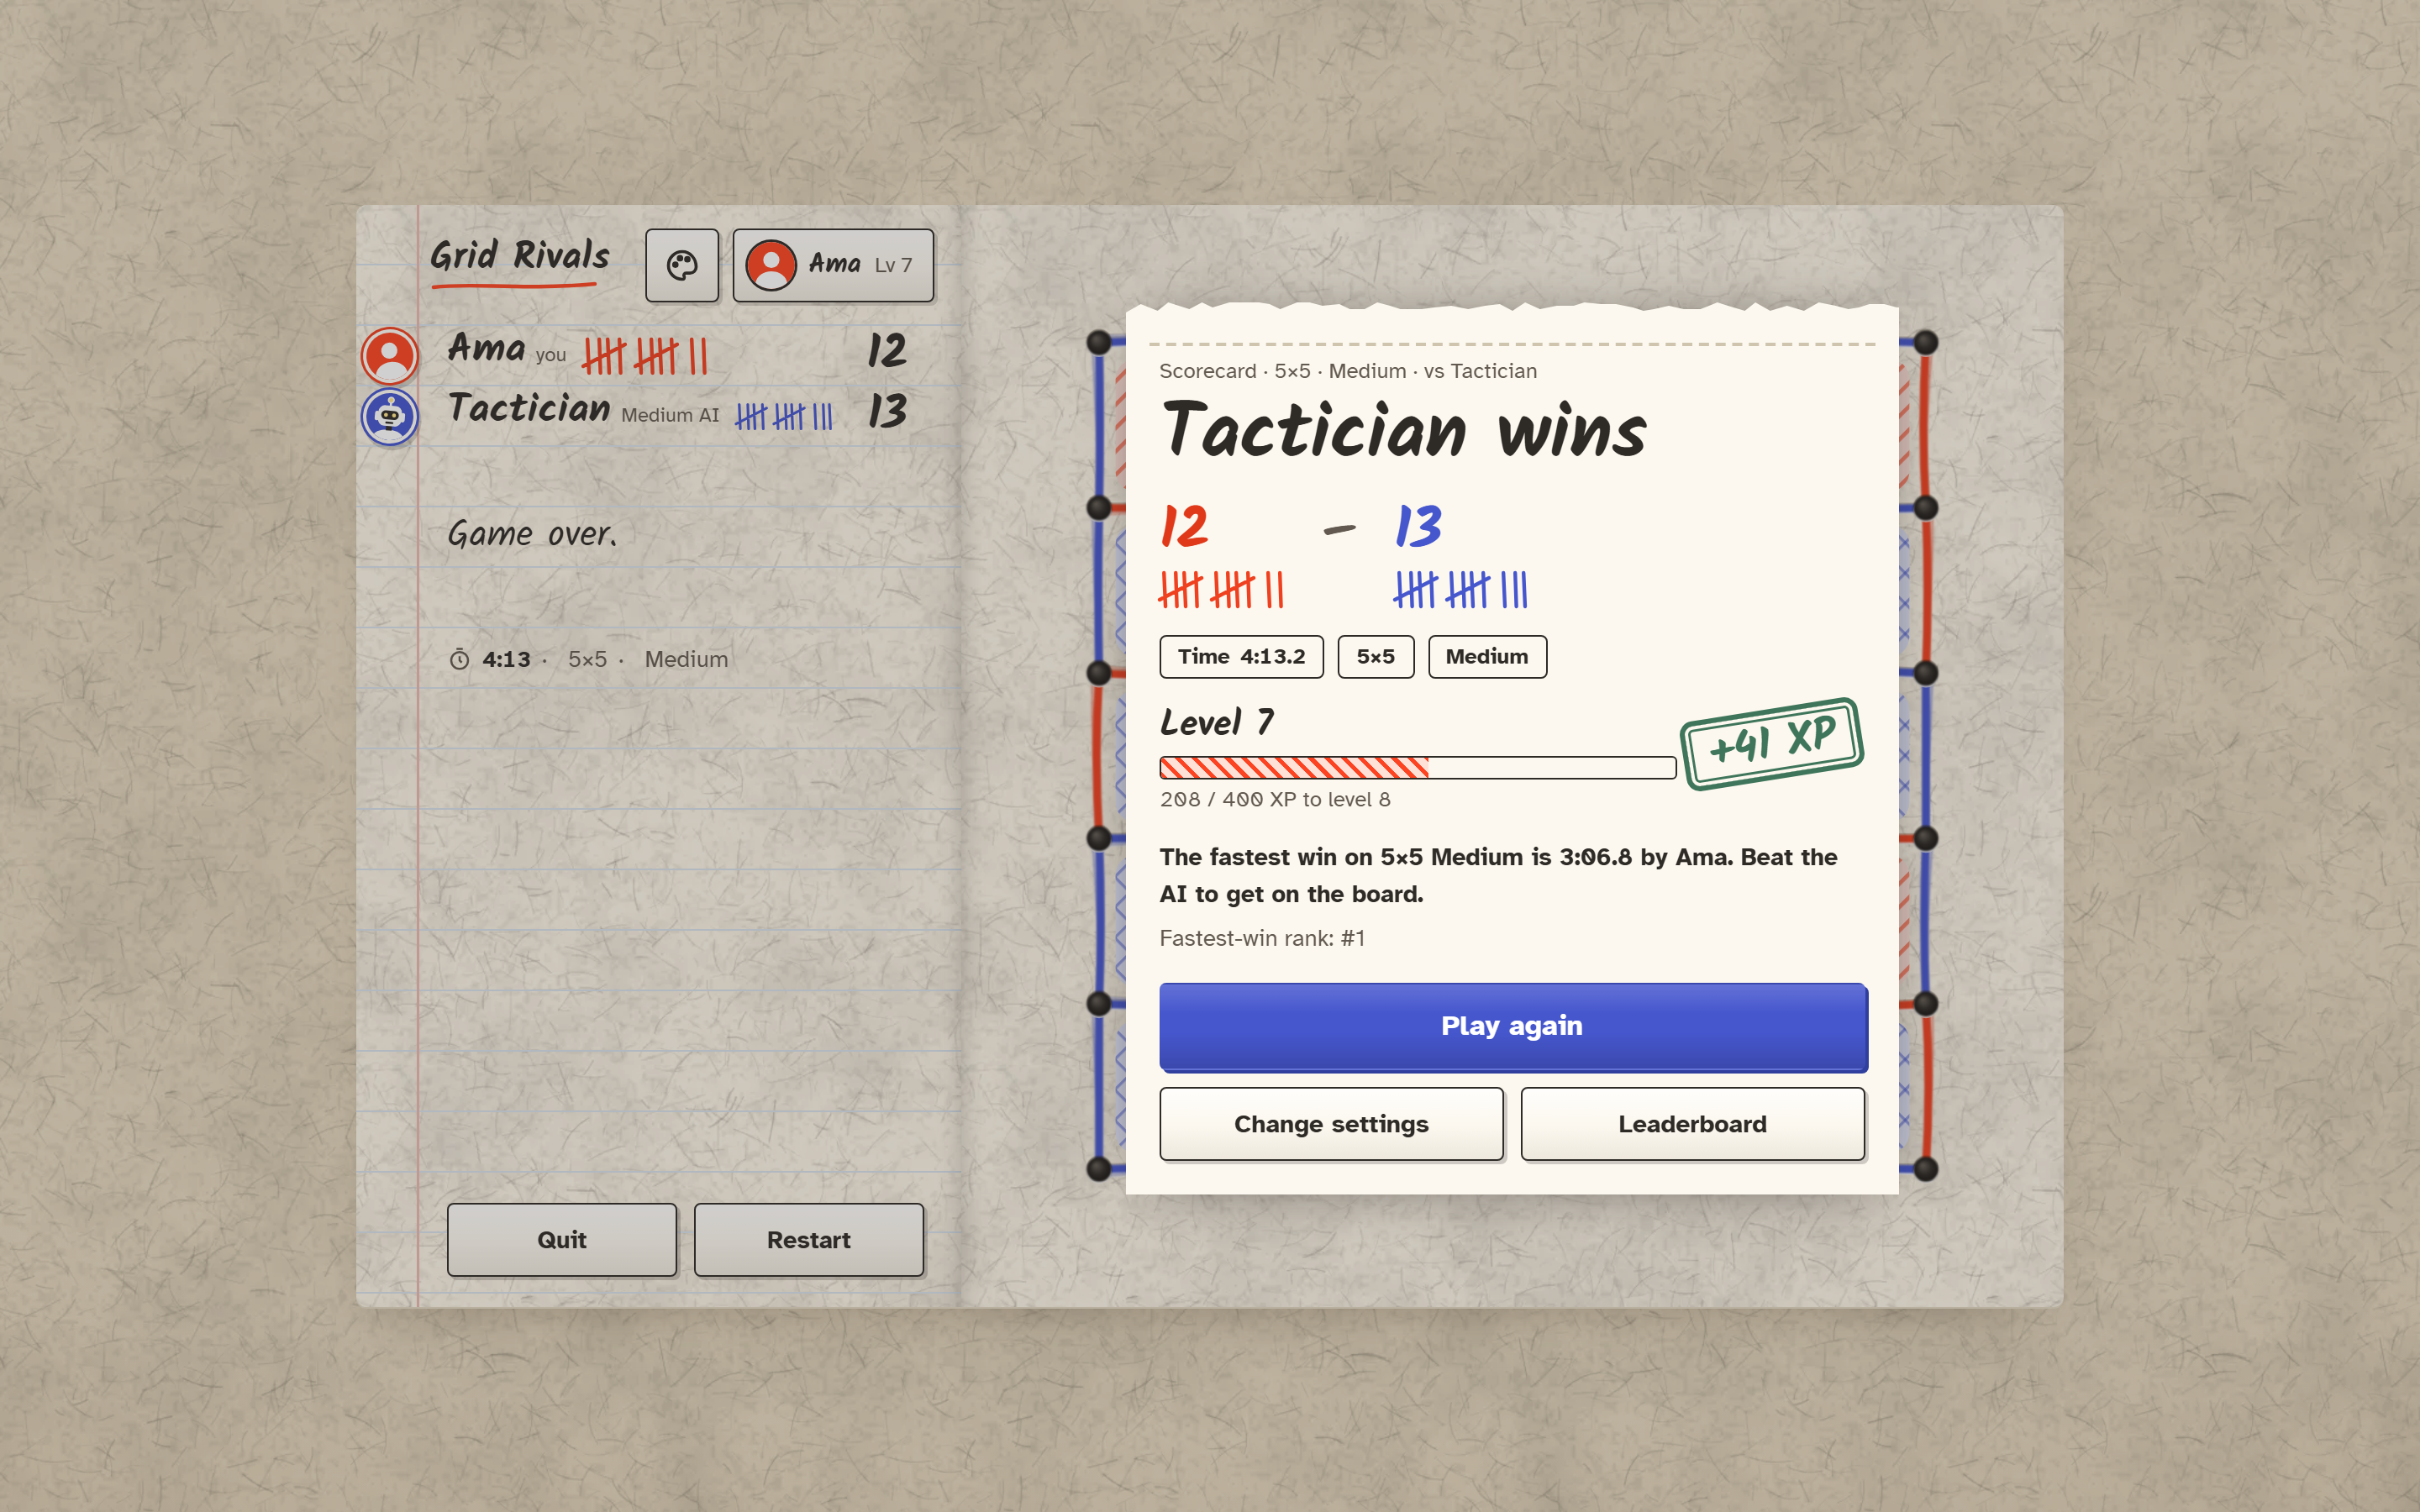 Grid Rivals
Ama Lv 7
Ama you 12
Tactician Medium AI 13
Game over.
4:13 · 5×5 · Medium
Quit
Restart
Scorecard · 5×5 · Medium · vs Tactician
Tactician wins
12 – 13
Time 4:13.2
5×5
Medium
Level 7
+41 XP
208 / 400 XP to level 8
The fastest win on 5×5 Medium is 3:06.8 by Ama. Beat the
AI to get on the board.
Fastest-win rank: #1
Play again
Change settings
Leaderboard